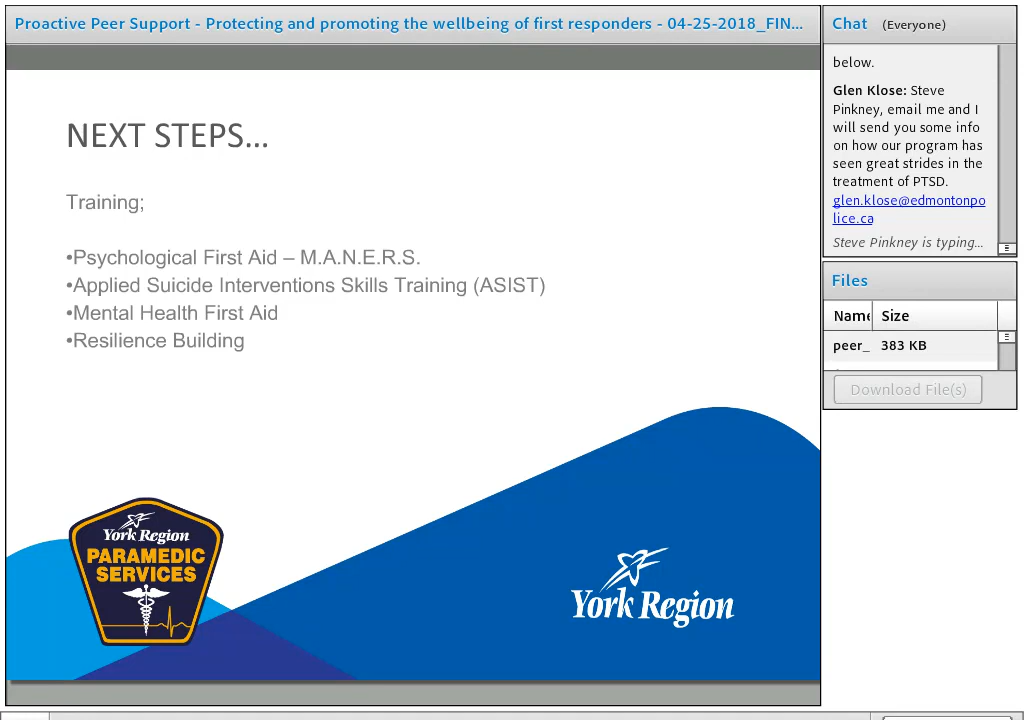 Proactive Peer Support - Protecting and promoting the wellbeing of first responders - 04-25-2018_FIN...
NEXT STEPS...
Training;
•Psychological First Aid – M.A.N.E.R.S.
•Applied Suicide Interventions Skills Training (ASIST)
•Mental Health First Aid
•Resilience Building
York Region
PARAMEDIC
SERVICES
York Region
Chat (Everyone)
below.
Glen Klose: Steve
Pinkney, email me and I
will send you some info
on how our program has
seen great strides in the
treatment of PTSD.
glen.klose@edmontonpo
lice.ca
Steve Pinkney is typing...
Files
Name Size
peer_ 383 KB
Download File(s)